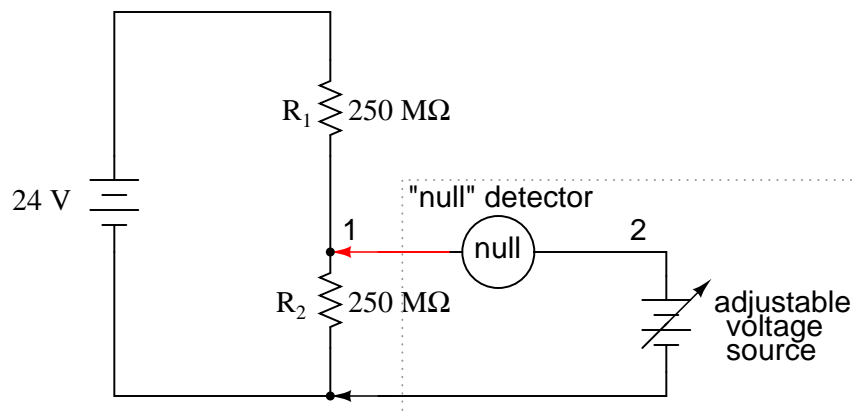 R1 250 MΩ
24 V
"null" detector
1
null
2
R2 250 MΩ
adjustable
voltage
source